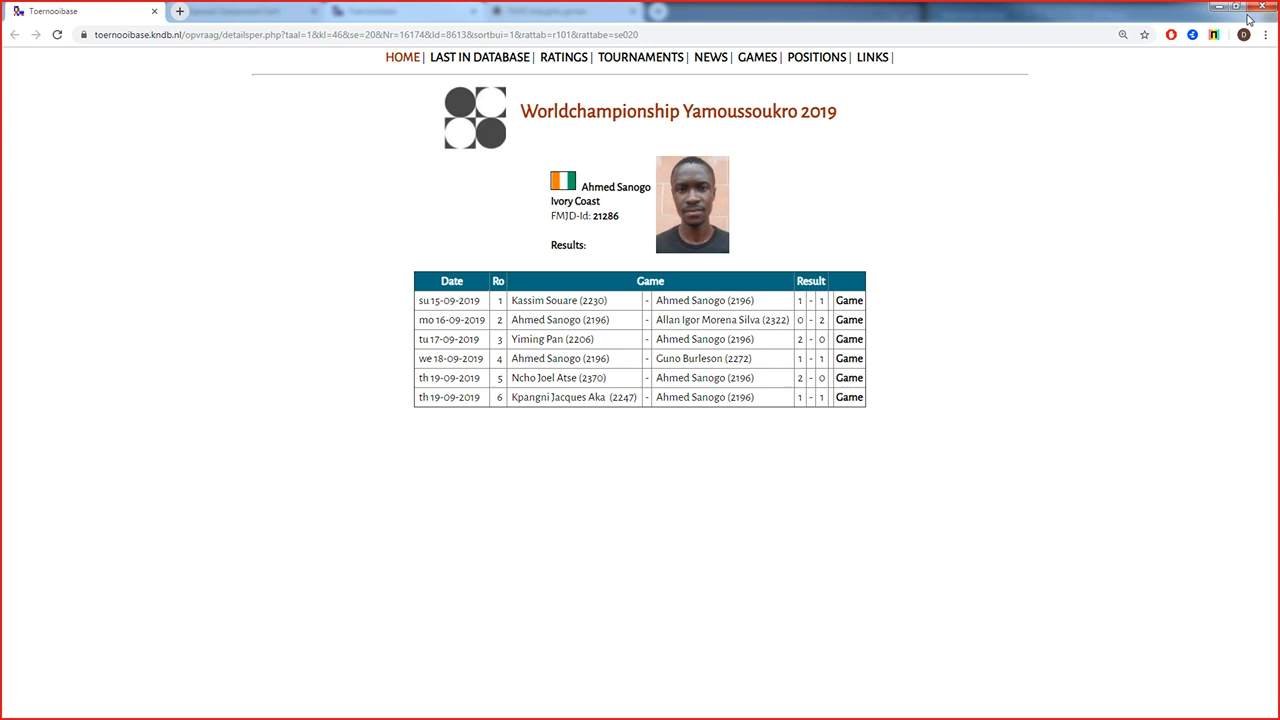 Toernooibase
toernooibase.kndb.nl/opvraag/detailsper.php?taal=1&kl=46&se=20&Nr=16174&Id=8613&sortbui=1&rattab=r101&rattabe=se020
D
HOME | LAST IN DATABASE | RATINGS | TOURNAMENTS | NEWS | GAMES | POSITIONS | LINKS |
Worldchampionship Yamoussoukro 2019
Ahmed Sanogo
Ivory Coast
FMJD-Id: 21286
Results:
Date Ro Game Result
su 15-09-2019 1 Kassim Souare (2230) - Ahmed Sanogo (2196) 1 - 1 Game
mo 16-09-2019 2 Ahmed Sanogo (2196) - Allan Igor Morena Silva (2322) 0 - 2 Game
tu 17-09-2019 3 Yiming Pan (2206) - Ahmed Sanogo (2196) 2 - 0 Game
we 18-09-2019 4 Ahmed Sanogo (2196) - Guno Burleson (2272) 1 - 1 Game
th 19-09-2019 5 Ncho Joel Atse (2370) - Ahmed Sanogo (2196) 2 - 0 Game
th 19-09-2019 6 Kpangni Jacques Aka (2247) - Ahmed Sanogo (2196) 1 - 1 Game